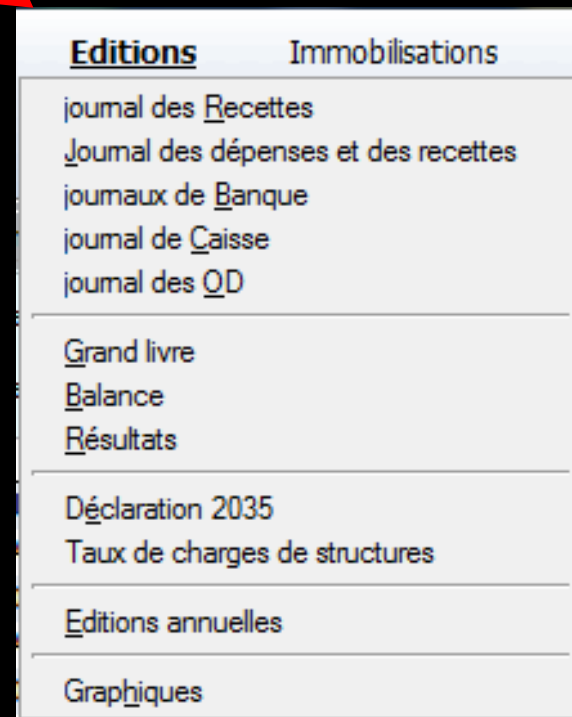 Editions Immobilisations
journal des Recettes
Journal des dépenses et des recettes
journaux de Banque
journal de Caisse
journal des OD
Grand livre
Balance
Résultats
Déclaration 2035
Taux de charges de structures
Editions annuelles
Graphiques